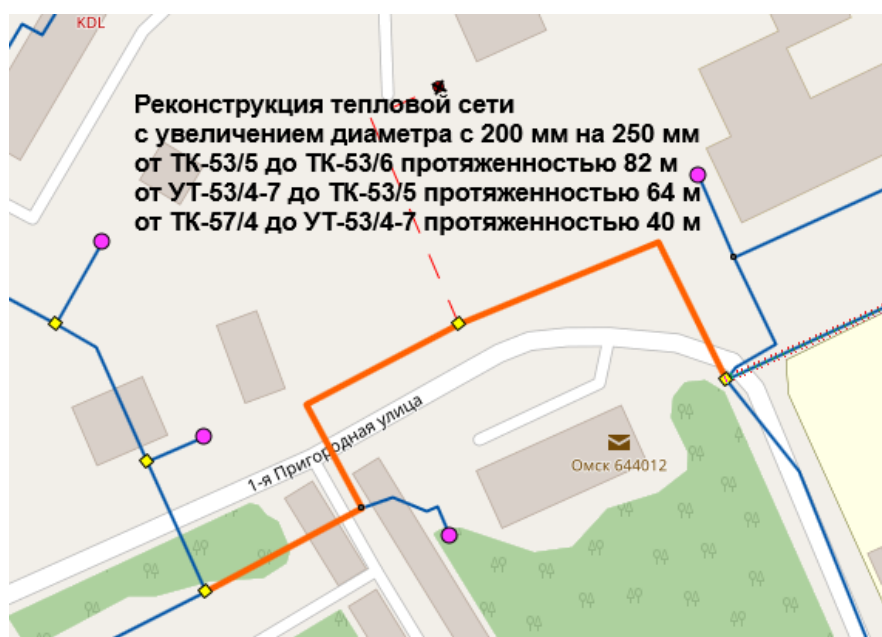 KDL
Реконструкция тепловой сети
с увеличением диаметра с 200 мм на 250 мм
от ТК-53/5 до ТК-53/6 протяженностью 82 м
от УТ-53/4-7 до ТК-53/5 протяженностью 64 м
от ТК-57/4 до УТ-53/4-7 протяженностью 40 м
1-я Пригородная улица
Омск 644012